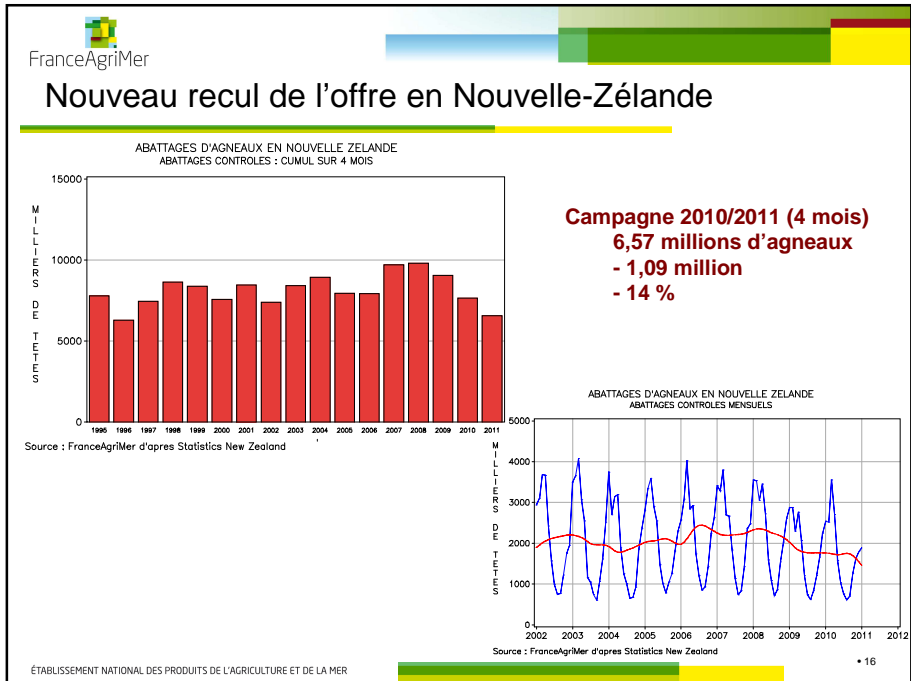 FranceAgriMer
Nouveau recul de l'offre en Nouvelle-Zélande
ABATTAGES D'AGNEAUX EN NOUVELLE ZELANDE
ABATTAGES CONTROLES : CUMUL SUR 4 MOIS
MILLIERS DE TETES
15000
10000
5000
0
1995 1996 1997 1998 1999 2000 2001 2002 2003 2004 2005 2006 2007 2008 2009 2010 2011
Source : FranceAgriMer d'apres Statistics New Zealand
Campagne 2010/2011 (4 mois)
6,57 millions d'agneaux
- 1,09 million
- 14 %
ABATTAGES D'AGNEAUX EN NOUVELLE ZELANDE
ABATTAGES CONTROLES MENSUELS
MILLIERS DE TETES
5000
4000
3000
2000
1000
0
2002 2003 2004 2005 2006 2007 2008 2009 2010 2011 2012
Source : FranceAgriMer d'apres Statistics New Zealand
ÉTABLISSEMENT NATIONAL DES PRODUITS DE L'AGRICULTURE ET DE LA MER
• 16